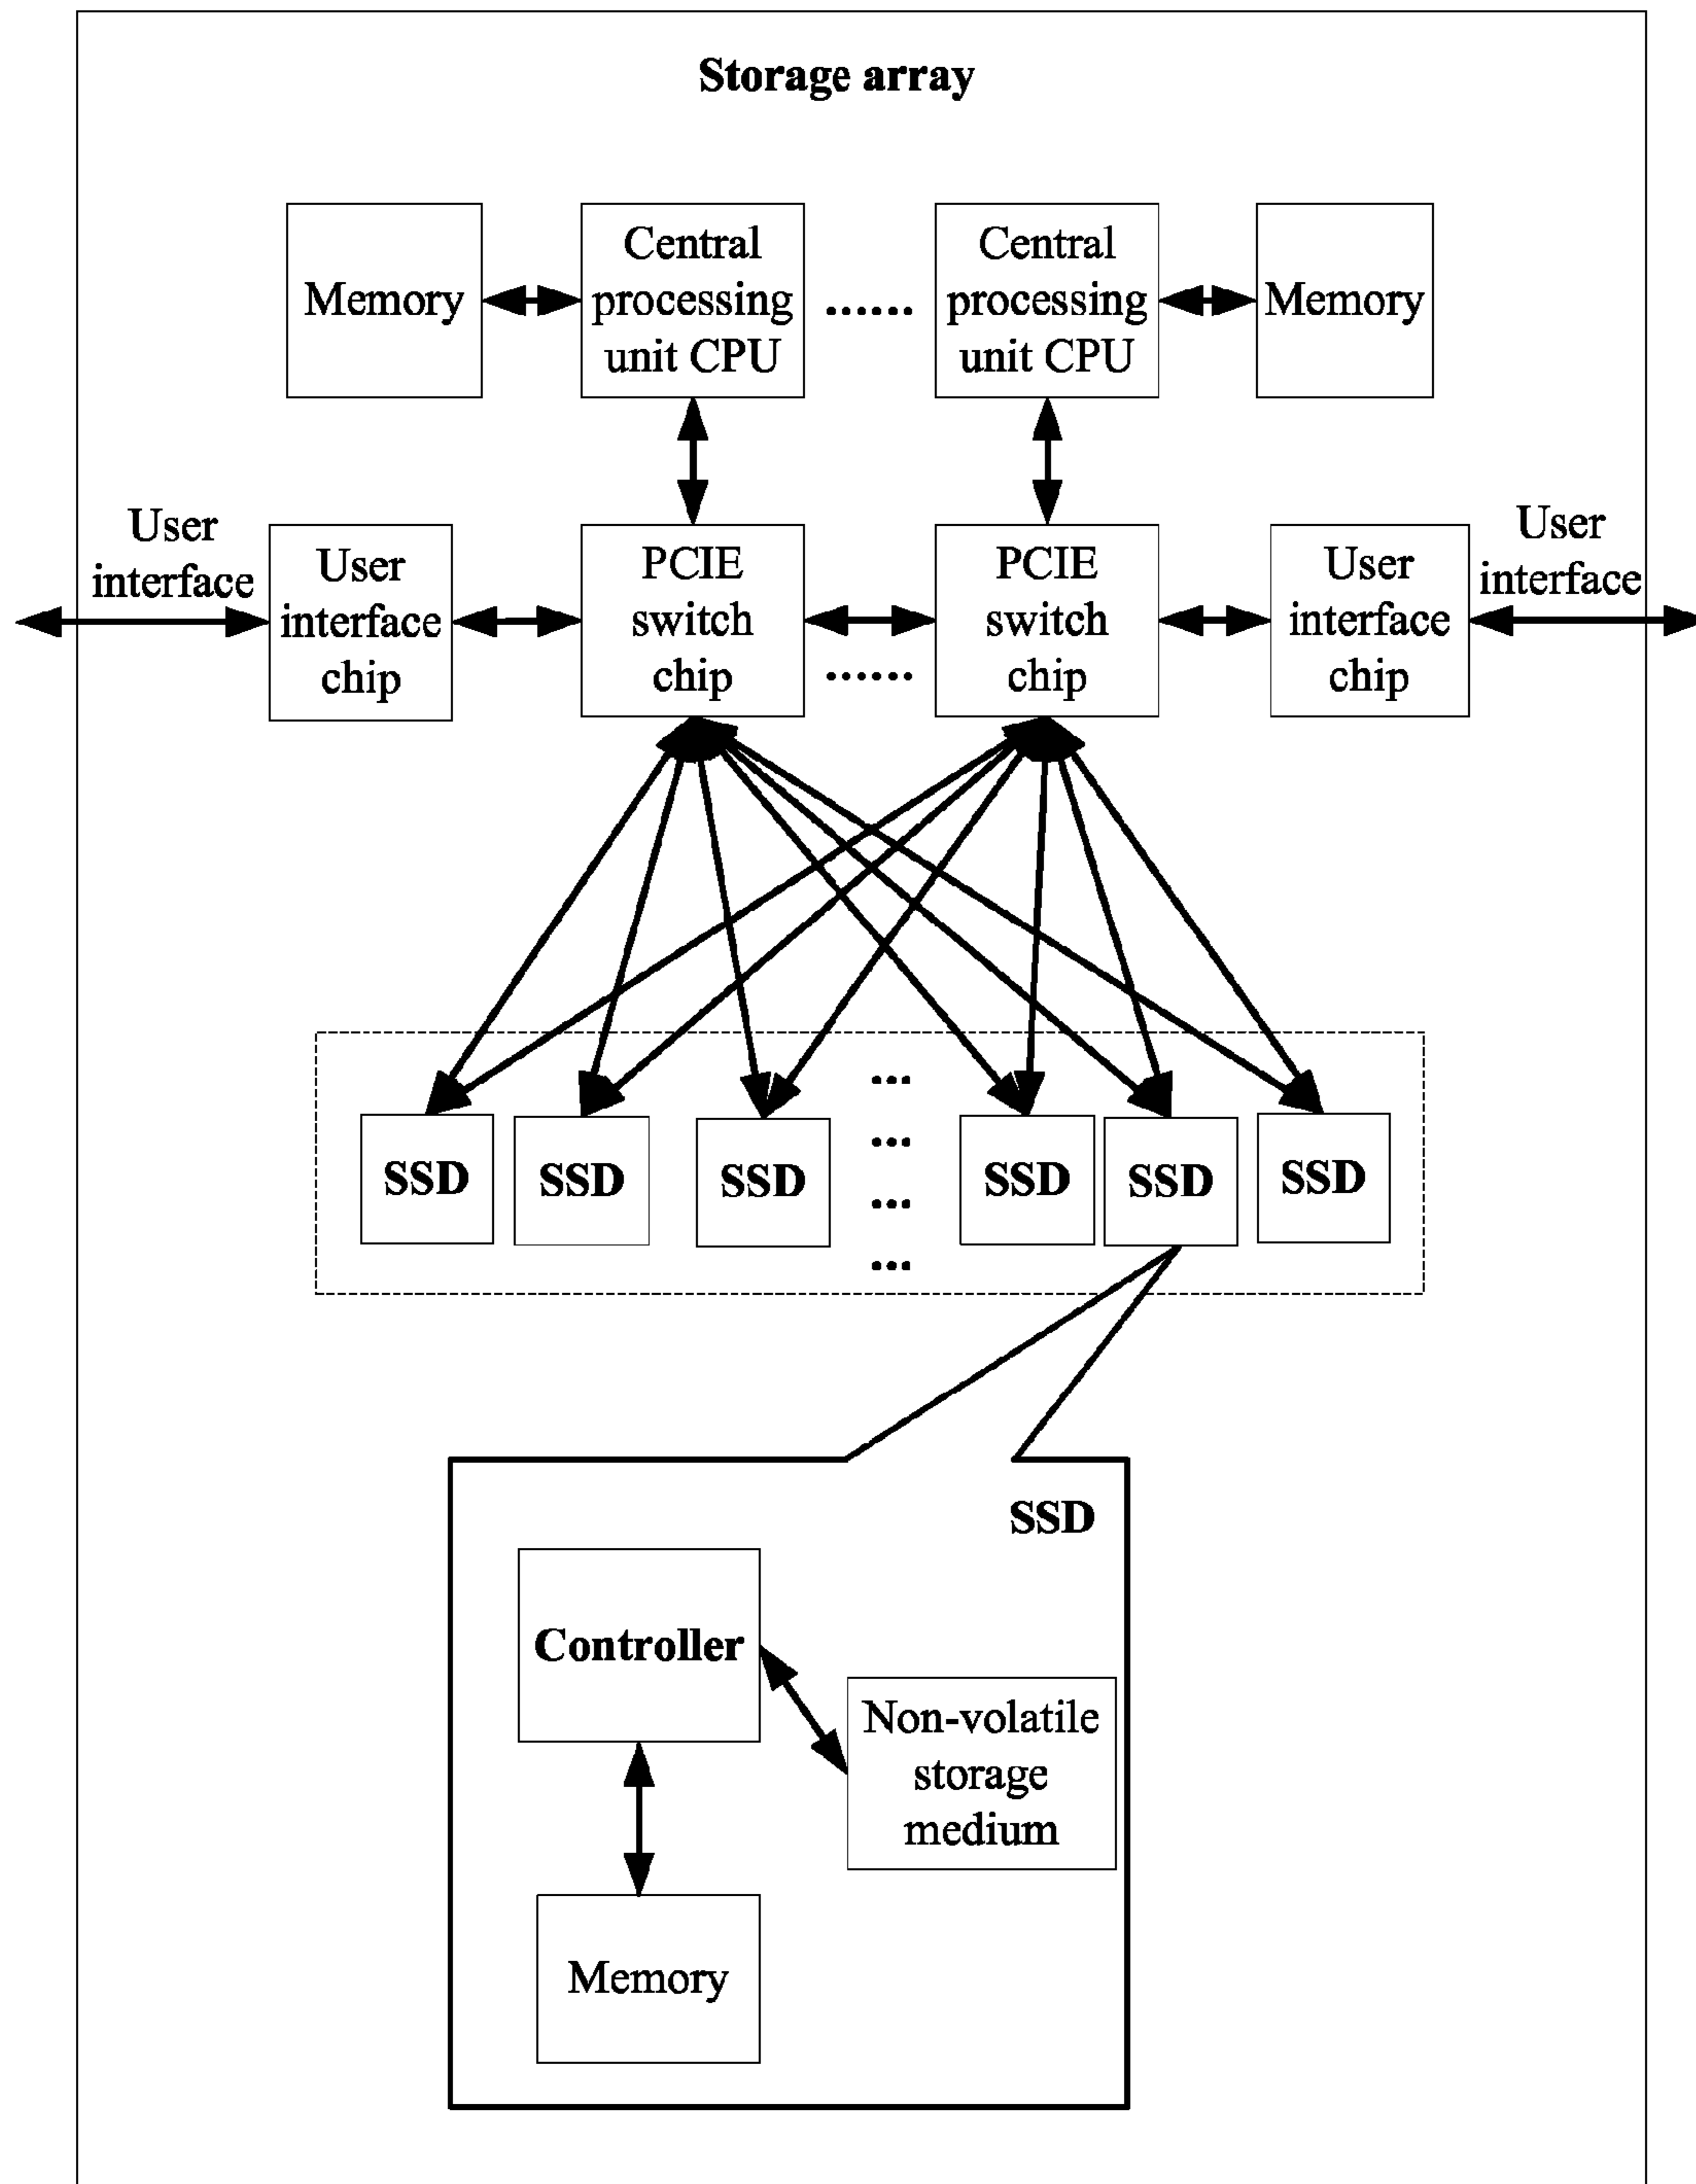 Storage array
Memory
Central
processing
unit CPU
......
Central
processing
unit CPU
Memory
User
interface
User
interface
chip
PCIE
switch
chip
......
PCIE
switch
chip
User
interface
chip
User
interface
SSD
SSD
SSD
...
...
...
...
SSD
SSD
SSD
SSD
Controller
Non-volatile
storage
medium
Memory